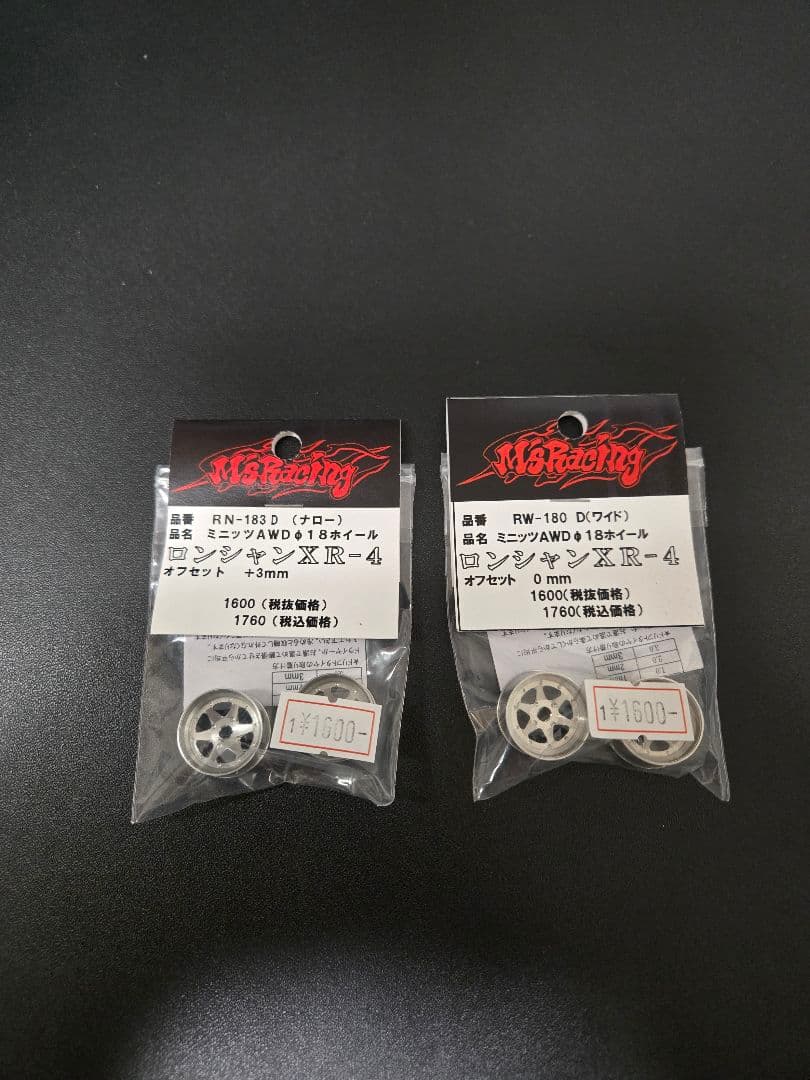 M'sRacing
品番 RN-183D (ナロー)
品名 ミニッツAWDφ18ホイール
ロンシャンXR-4
オフセット +3mm
1600(税抜価格)
1760(税込価格)
1¥1600-
M'sRacing
品番 RW-180 D(ワイド)
品名 ミニッツAWDφ18ホイール
ロンシャンXR-4
オフセット 0mm
1600(税抜価格)
1760(税込価格)
1¥1600-